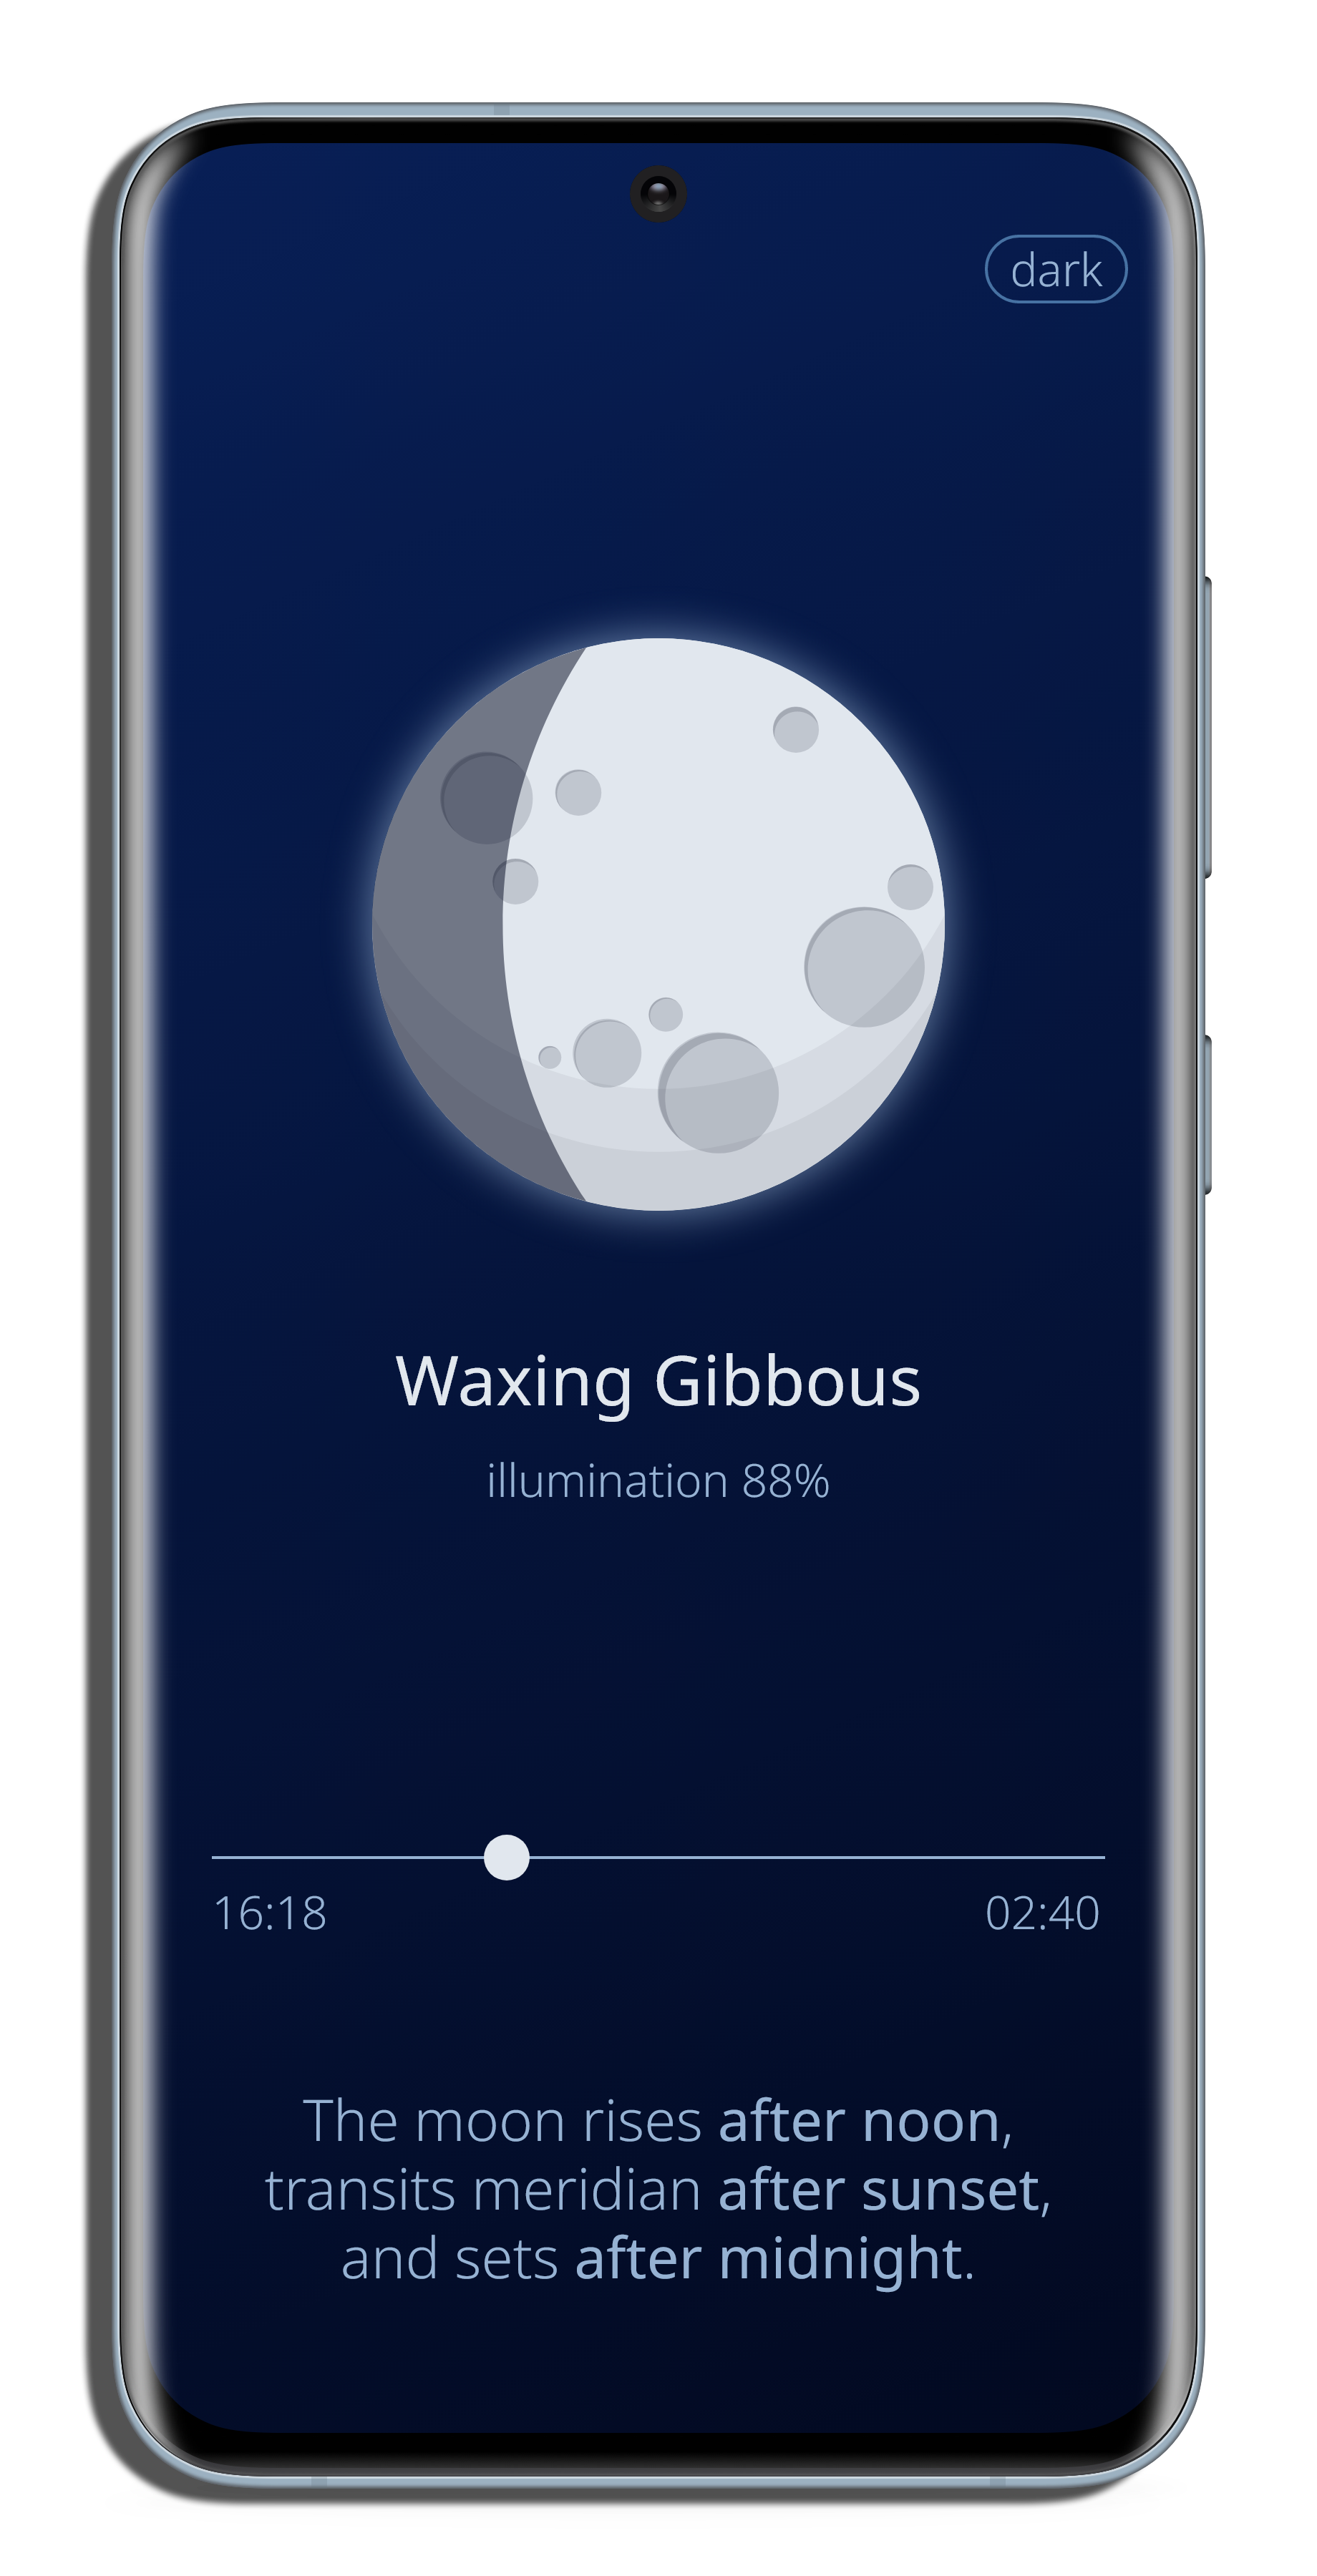 dark
Waxing Gibbous
illumination 88%
16:18 02:40
The moon rises after noon,
transits meridian after sunset,
and sets after midnight.